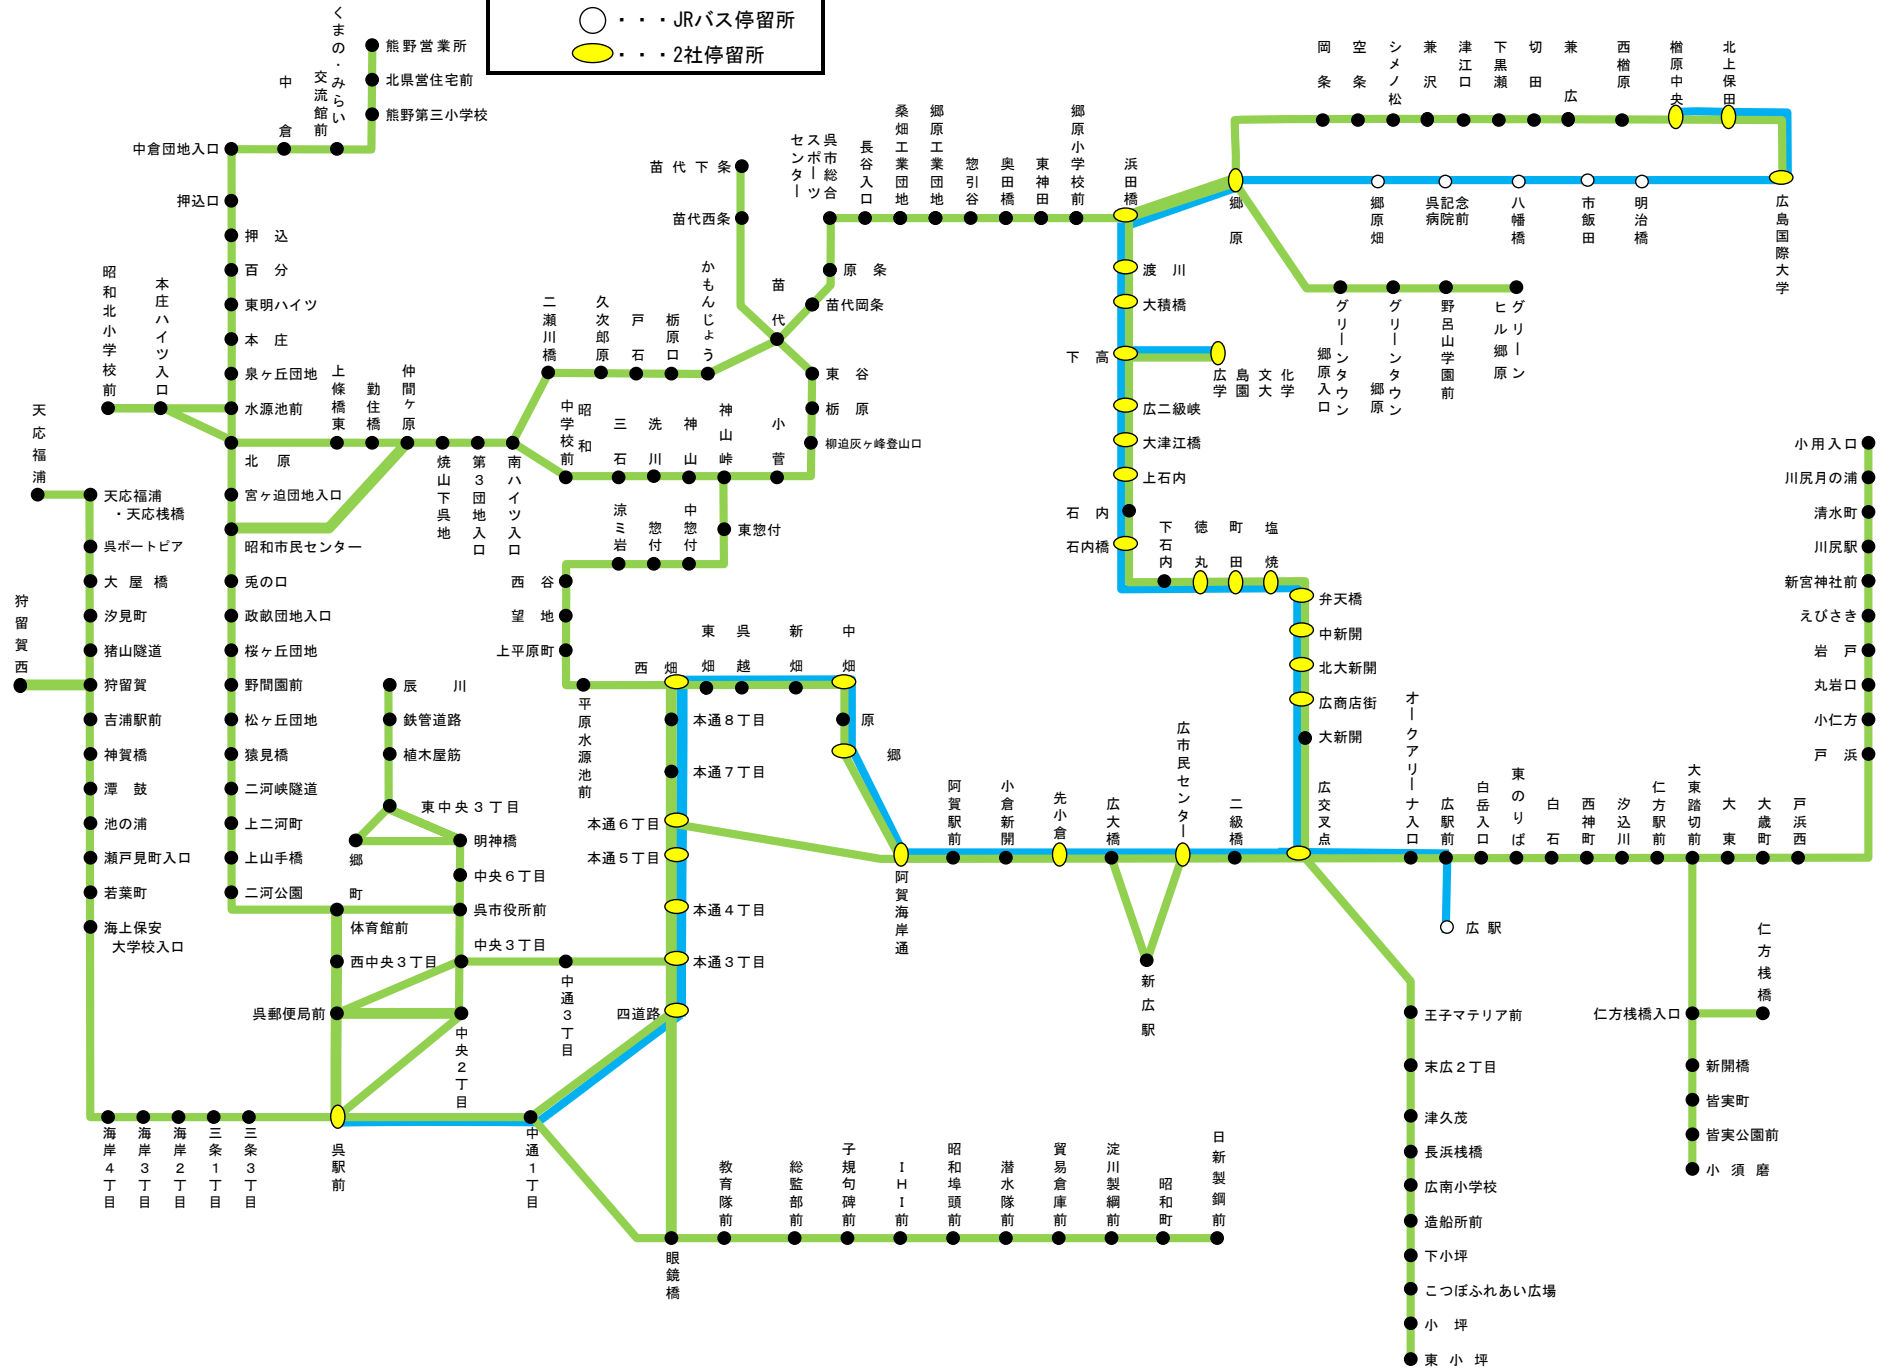 ・・・JRバス停留所
・・・2社停留所
くまの・みらい
交流館前
中倉
熊野営業所
北県営住宅前
熊野第三小学校
中倉団地入口
押込口
押込
百分
東明ハイツ
本庄
泉ヶ丘団地
水源池前
北原
宮ヶ迫団地入口
昭和市民センター
兎の口
政畝団地入口
桜ヶ丘団地
野間園前
松ヶ丘団地
猿見橋
二河峡隧道
上二河町
上山手橋
二河公園
昭和北小学校前
本庄ハイツ入口
上條橋東
勤住橋
仲間ヶ原
焼山下呉地
第3団地入口
南ハイツ入口
二瀬川橋
久次郎原
戸石
栃原口
かもんじょう
苗代
苗代下条
苗代西条
苗代岡条
原条
呉市総合
スポーツ
センター
長谷入口
桑畑工業団地
郷原工業団地
惣引谷
奥田橋
東神田
郷原小学校前
浜田橋
昭和
中学校前
三石
洗川
神山
神山峠
小菅
東谷
栃原
柳迫灰ヶ峰登山口
東惣付
中惣付
惣付
涼ミ岩
西谷
望地
上平原町
平原水源池前
西畑
東畑
呉越
新畑
中畑
原
郷
本通8丁目
本通7丁目
本通6丁目
本通5丁目
本通4丁目
本通3丁目
四道路
天応福浦
天応福浦
・天応桟橋
呉ポートピア
大屋橋
汐見町
猪山隧道
狩留賀
狩留賀西
吉浦駅前
神賀橋
潭鼓
池の浦
瀬戸見町入口
若葉町
海上保安
大学校入口
海岸4丁目
海岸3丁目
海岸2丁目
三条1丁目
三条3丁目
呉駅前
中通1丁目
辰川
鉄管道路
植木屋筋
東中央3丁目
郷町
明神橋
中央6丁目
呉市役所前
体育館前
西中央3丁目
中央3丁目
呉郵便局前
中央2丁目
中通3丁目
眼鏡橋
教育隊前
総監部前
子規句碑前
IHI前
昭和埠頭前
潜水隊前
貿易倉庫前
淀川製綱前
昭和町
日新製鋼前
岡条
空条
シメノ松
兼沢
津江口
下黒瀬
切田
兼広
西楢原
楢原中央
北上保田
郷原
郷原畑
呉記念
病院前
八幡橋
市飯田
明治橋
広島国際大学
グリーンタウン
郷原入口
グリーンタウン
郷原
野呂山学園前
グリーン
ヒル郷原
渡川
大積橋
下高
広島文化
学園大学
広二級峡
大津江橋
上石内
石内
石内橋
下石内
徳丸
町田
塩焼
弁天橋
中新開
北大新開
広商店街
大新開
広交叉点
阿賀海岸通
阿賀駅前
小倉新開
先小倉
広大橋
広市民センター
二級橋
新広駅
オークアリーナ入口
広駅前
広駅
白岳入口
東のりば
白石
西神町
汐込川
仁方駅前
大東踏切前
大東
大歳町
戸浜西
小用入口
川尻月の浦
清水町
川尻駅
新宮神社前
えびさき
岩戸
丸岩口
小仁方
戸浜
仁方桟橋
仁方桟橋入口
新開橋
皆実町
皆実公園前
小須磨
王子マテリア前
末広2丁目
津久茂
長浜桟橋
広南小学校
造船所前
下小坪
こつぼふれあい広場
小坪
東小坪